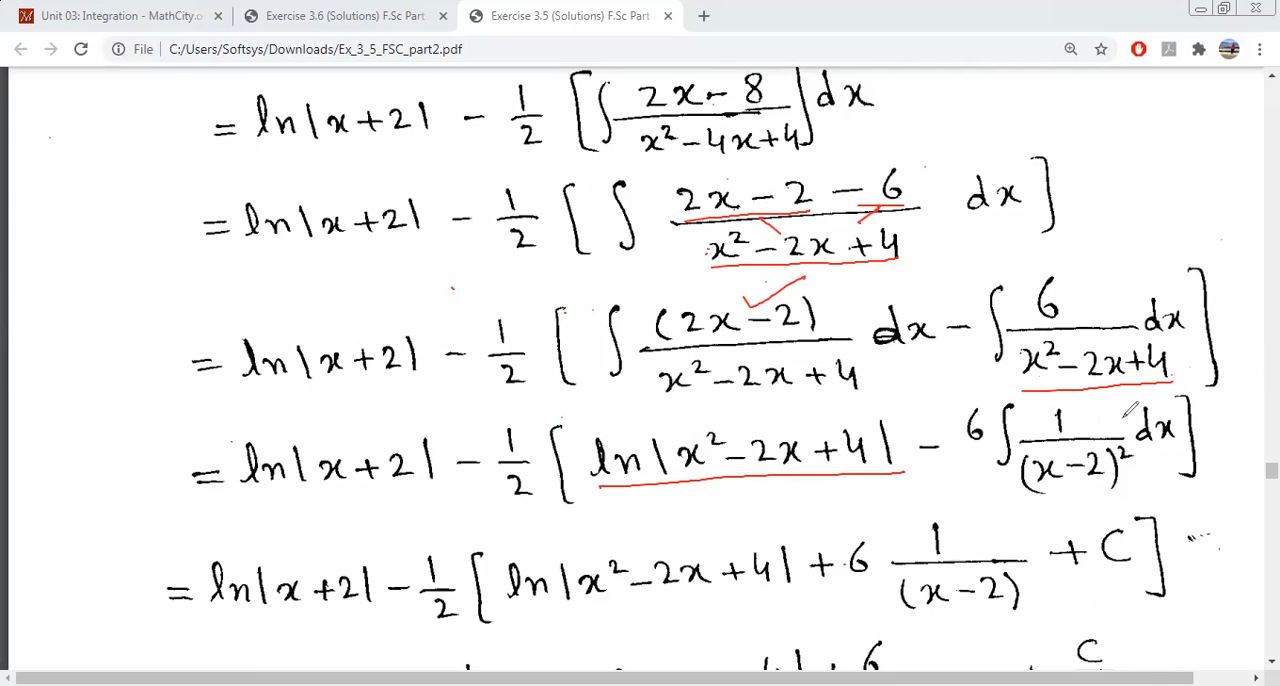 Unit 03: Integration - MathCity.o
Exercise 3.6 (Solutions) F.Sc Part
Exercise 3.5 (Solutions) F.Sc Part
File | C:/Users/Softsys/Downloads/Ex_3_5_FSC_part2.pdf
= ln|x+2| - 1/2 [∫ (2x-8)/(x²-4x+4)] dx
= ln|x+2| - 1/2 [∫ (2x-2-6)/(x²-2x+4) dx]
= ln|x+2| - 1/2 [∫ (2x-2)/(x²-2x+4) dx - ∫ 6/(x²-2x+4) dx]
= ln|x+2| - 1/2 [ln|x²-2x+4| - 6∫ 1/(x-2)² dx]
= ln|x+2| - 1/2 [ln|x²-2x+4| + 6 1/(x-2) + C]